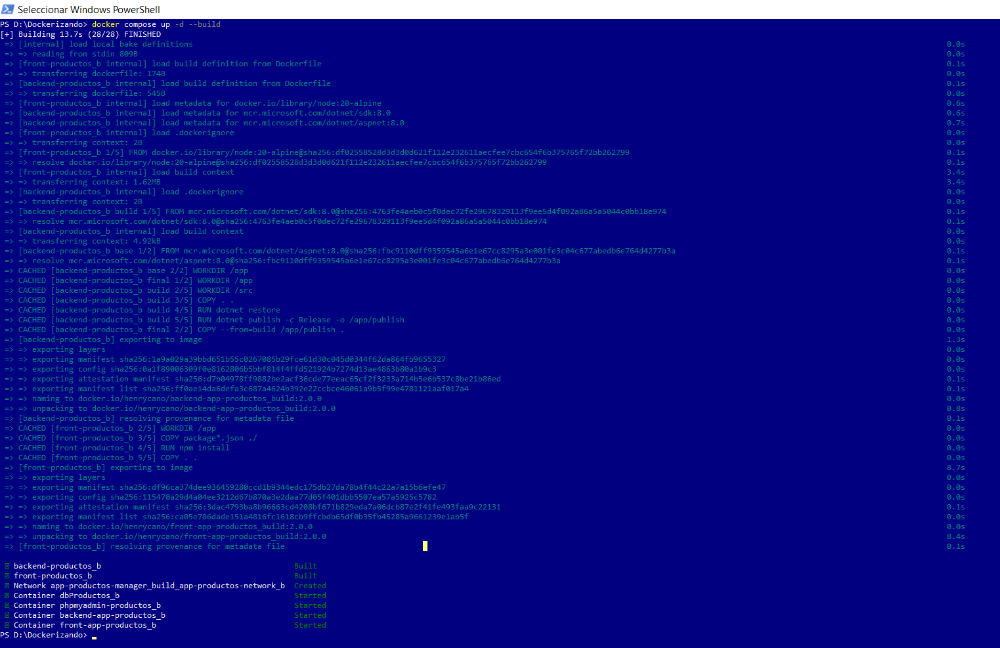 Seleccionar Windows PowerShell
PS D:\Dockerizando> docker compose up -d --build
[+] Building 13.7s (28/28) FINISHED
=> [internal] load local bake definitions 0.0s
=> => reading from stdin 809B 0.0s
=> [front-productos_b internal] load build definition from Dockerfile 0.1s
=> => transferring dockerfile: 174B 0.0s
=> [backend-productos_b internal] load build definition from Dockerfile 0.1s
=> => transferring dockerfile: 545B 0.0s
=> [front-productos_b internal] load metadata for docker.io/library/node:20-alpine 0.6s
=> [backend-productos_b internal] load metadata for mcr.microsoft.com/dotnet/sdk:8.0 0.6s
=> [backend-productos_b internal] load metadata for mcr.microsoft.com/dotnet/aspnet:8.0 0.7s
=> [front-productos_b internal] load .dockerignore 0.0s
=> => transferring context: 2B 0.0s
=> [front-productos_b 1/5] FROM docker.io/library/node:20-alpine@sha256:df02558528d3d3d0d621f112e232611aecfee7cbc654f6b375765f72bb262799 0.1s
=> => resolve docker.io/library/node:20-alpine@sha256:df02558528d3d3d0d621f112e232611aecfee7cbc654f6b375765f72bb262799 0.1s
=> [front-productos_b internal] load build context 3.4s
=> => transferring context: 1.62MB 3.4s
=> [backend-productos_b internal] load .dockerignore 0.0s
=> => transferring context: 2B 0.0s
=> [backend-productos_b build 1/5] FROM mcr.microsoft.com/dotnet/sdk:8.0@sha256:4763fe4aeb0c5f0dec72fe29678329113f9ee5d4f092a86a5a5044c0bb18e974 0.1s
=> => resolve mcr.microsoft.com/dotnet/sdk:8.0@sha256:4763fe4aeb0c5f0dec72fe29678329113f9ee5d4f092a86a5a5044c0bb18e974 0.1s
=> [backend-productos_b internal] load build context 0.0s
=> => transferring context: 4.92kB 0.0s
=> [backend-productos_b base 1/2] FROM mcr.microsoft.com/dotnet/aspnet:8.0@sha256:fbc9110dff9359545a6e1e67cc8295a3e001fe3c04c677abedb6e764d4277b3a 0.1s
=> => resolve mcr.microsoft.com/dotnet/aspnet:8.0@sha256:fbc9110dff9359545a6e1e67cc8295a3e001fe3c04c677abedb6e764d4277b3a 0.1s
=> CACHED [backend-productos_b base 2/2] WORKDIR /app 0.0s
=> CACHED [backend-productos_b final 1/2] WORKDIR /app 0.0s
=> CACHED [backend-productos_b build 2/5] WORKDIR /src 0.0s
=> CACHED [backend-productos_b build 3/5] COPY . . 0.0s
=> CACHED [backend-productos_b build 4/5] RUN dotnet restore 0.0s
=> CACHED [backend-productos_b build 5/5] RUN dotnet publish -c Release -o /app/publish 0.0s
=> CACHED [backend-productos_b final 2/2] COPY --from=build /app/publish . 0.0s
=> [backend-productos_b] exporting to image 1.3s
=> => exporting layers 0.0s
=> => exporting manifest sha256:1a9a029a39bbd651b55c0267085b29fce61d30c045d0344f62da864fb9655327 0.0s
=> => exporting config sha256:0a1f89006309f0e8162806b5bbf814f4ffd521924b7274d13ae4863b80a1b9c3 0.0s
=> => exporting attestation manifest sha256:d7b04978ff9882be2acf36cde77eeac65cf2f3233a714b5e6b537c8be21b86ed 0.1s
=> => exporting manifest list sha256:ff0ae14da6defa3c687a4624b392e22ccbce46061a9b5f99e4781121aaf017a4 0.1s
=> => naming to docker.io/henrycano/backend-app-productos_build:2.0.0 0.0s
=> => unpacking to docker.io/henrycano/backend-app-productos_build:2.0.0 0.8s
=> [backend-productos_b] resolving provenance for metadata file 0.1s
=> CACHED [front-productos_b 2/5] WORKDIR /app 0.0s
=> CACHED [front-productos_b 3/5] COPY package*.json ./ 0.0s
=> CACHED [front-productos_b 4/5] RUN npm install 0.0s
=> CACHED [front-productos_b 5/5] COPY . . 0.0s
=> [front-productos_b] exporting to image 8.7s
=> => exporting layers 0.0s
=> => exporting manifest sha256:df96ca374dee936459280ccd1b9344edc175db27da78b4f44c22a7a15b6efe47 0.0s
=> => exporting config sha256:115470a29d4a04ee3212d67b870a3e2daa77d05f401dbb5507ea57a5925c5782 0.0s
=> => exporting attestation manifest sha256:3dac4793ba8b96663cd4208bf671b829eda7a06dcb87e2f41fe493faa9c22131 0.1s
=> => exporting manifest list sha256:ca05e786dade151a4816fc1618cb9ffcbdb65df0b35fb45285a9661239e1ab5f 0.0s
=> => naming to docker.io/henrycano/front-app-productos_build:2.0.0 0.0s
=> => unpacking to docker.io/henrycano/front-app-productos_build:2.0.0 8.4s
=> [front-productos_b] resolving provenance for metadata file 0.1s
backend-productos_b Built
front-productos_b Built
Network app-productos-manager_build_app-productos-network_b Created
Container dbProductos_b Started
Container phpmyadmin-productos_b Started
Container backend-app-productos_b Started
Container front-app-productos_b Started
PS D:\Dockerizando>